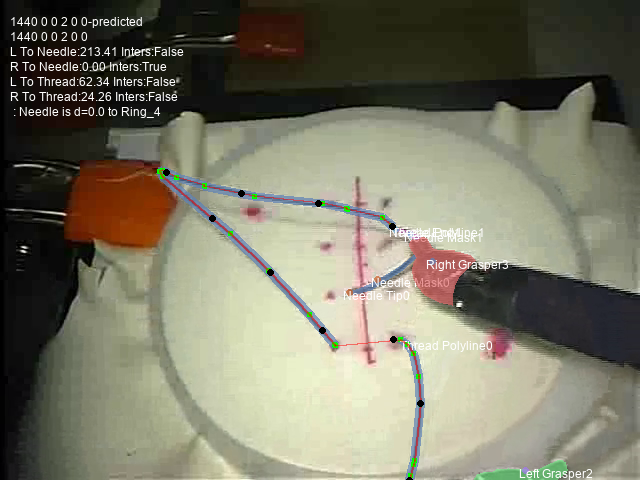 1440 0 0 2 0 0-predicted
1440 0 0 2 0 0
L To Needle:213.41 Inters:False
R To Needle:0.00 Inters:True
L To Thread:62.34 Inters:False
R To Thread:24.26 Inters:False
: Needle is d=0.0 to Ring_4
Needle Mask1
Right Grasper3
Needle Mask0
Needle Tip0
Thread Polyline0
Left Grasper2